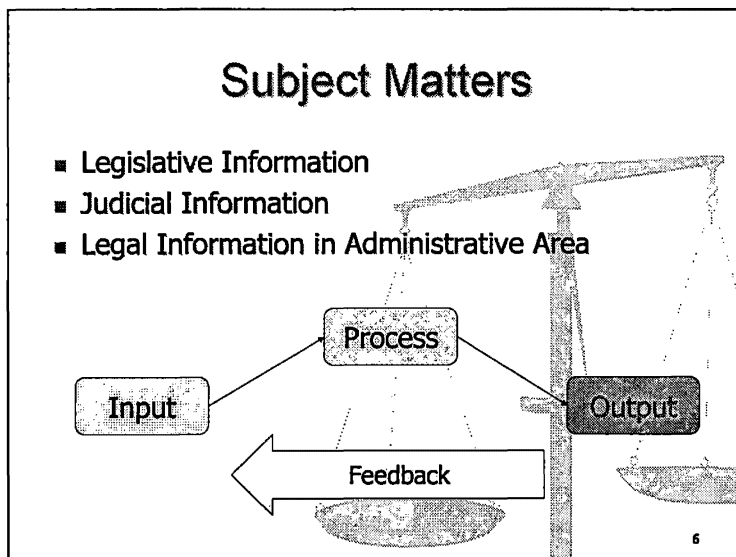 Subject Matters
■ Legislative Information
■ Judicial Information
■ Legal Information in Administrative Area
Process
Input
Output
Feedback
6